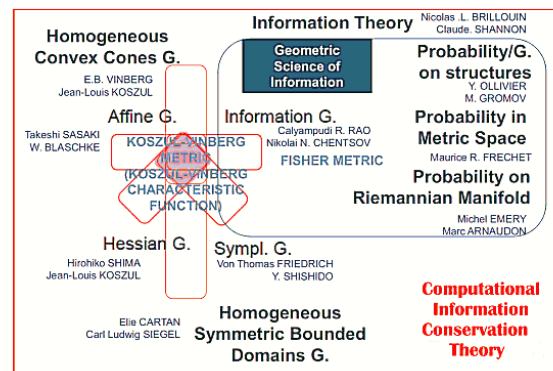 Information Theory
Nicolas .L. BRILLOUIN
Claude. SHANNON
Homogeneous
Convex Cones G.
E.B. VINBERG
Jean-Louis KOSZUL
Geometric
Science of
Information
Probability/G.
on structures
Y. OLLIVIER
M. GROMOV
Affine G.
Takeshi SASAKI
W. BLASCHKE
Information G.
Calyampudi R. RAO
Nikolai N. CHENTSOV
Probability in
Metric Space
Maurice R. FRECHET
KOSZUL-VINBERG
METRIC
(KOSZUL-VINBERG
CHARACTERISTIC
FUNCTION)
FISHER METRIC
Probability on
Riemannian Manifold
Michel EMERY
Marc ARNAUDON
Hessian G.
Hirohiko SHIMA
Jean-Louis KOSZUL
Sympl. G.
Von Thomas FRIEDRICH
Y. SHISHIDO
Elie CARTAN
Carl Ludwig SIEGEL
Homogeneous
Symmetric Bounded
Domains G.
Computational
Information
Conservation
Theory